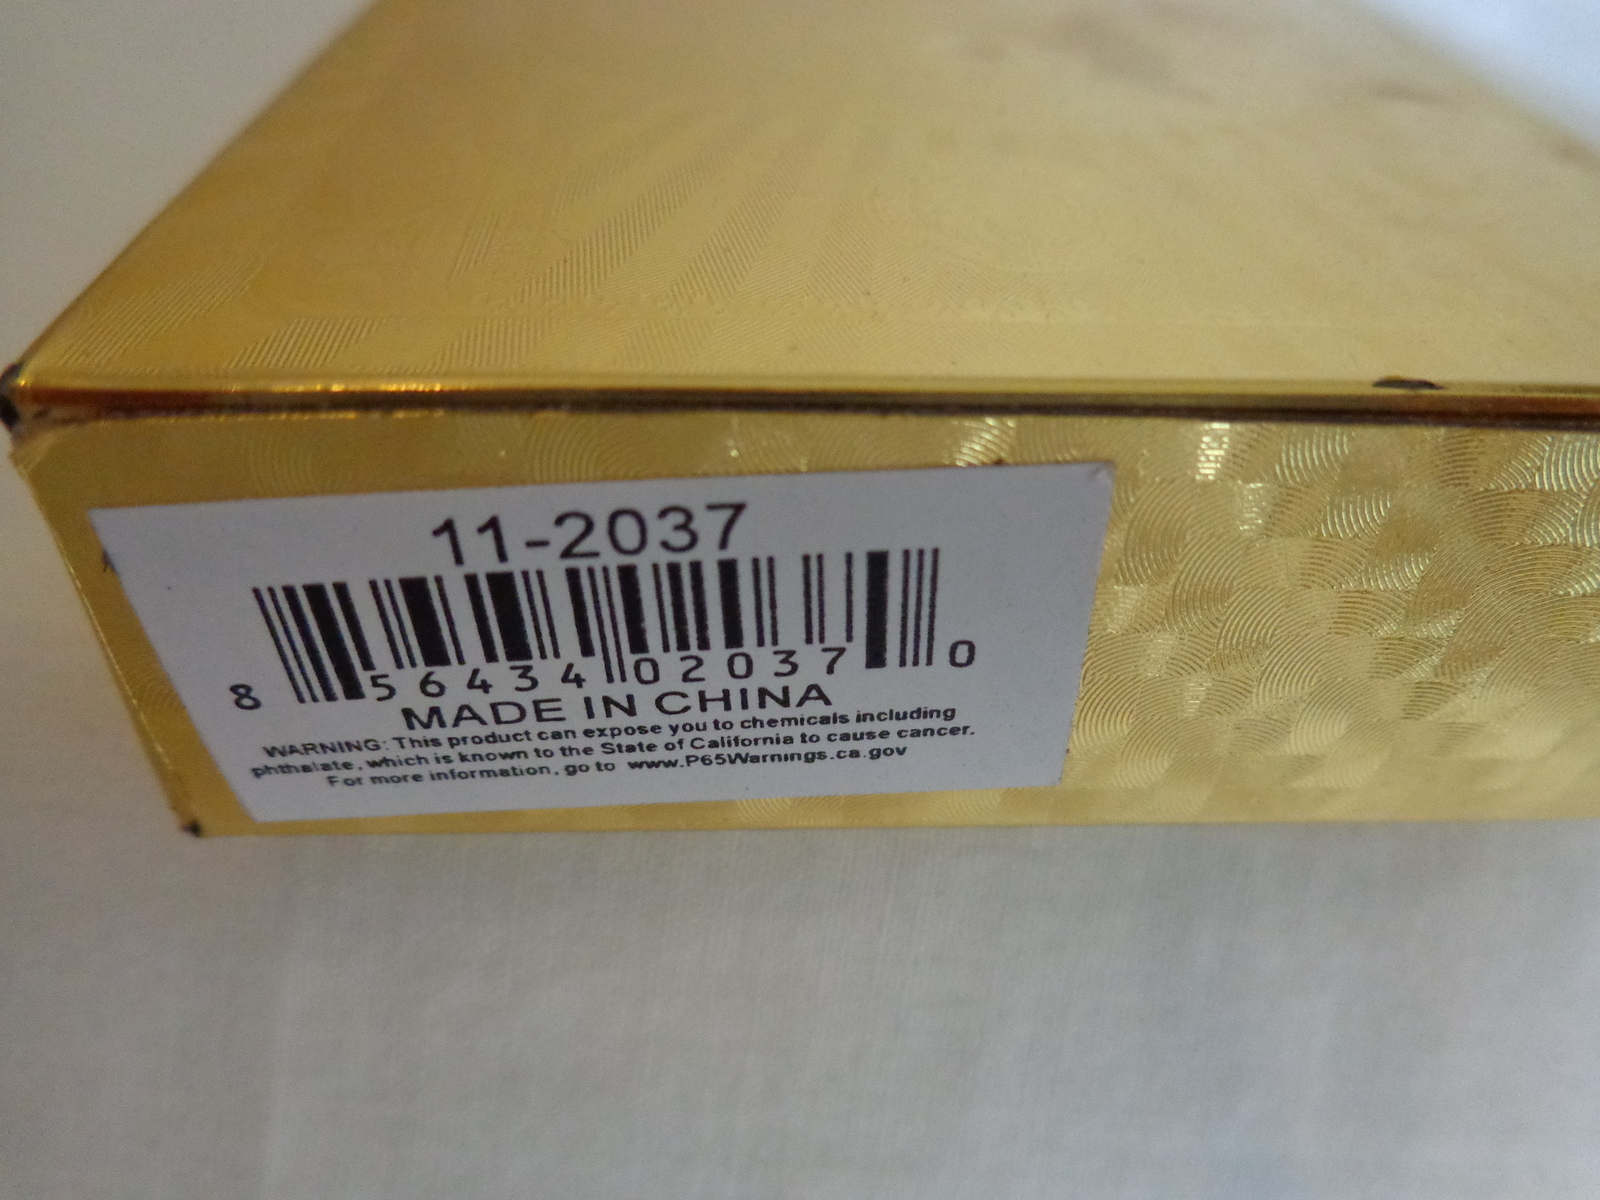 11-2037
8 56434 02037 0
MADE IN CHINA
WARNING: This product can expose you to chemicals including
phthalate, which is known to the State of California to cause cancer.
For more information, go to www.P65Warnings.ca.gov